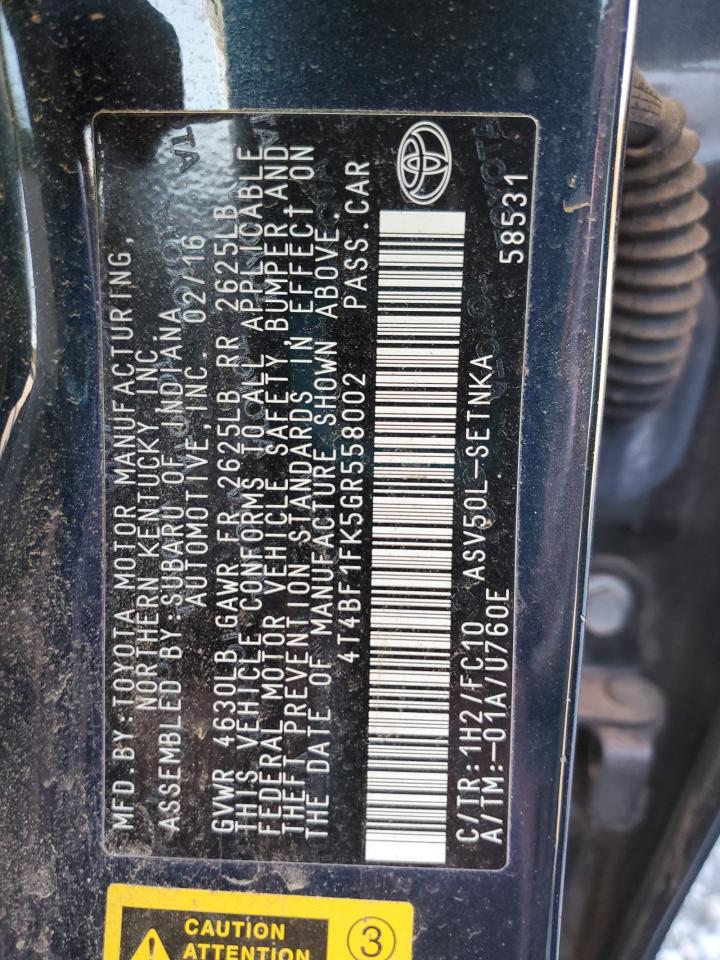 MFD.BY:TOYOTA MOTOR MANUFACTURING,
NORTHERN KENTUCKY INC
ASSEMBLED BY:SUBARU OF INDIANA
AUTOMOTIVE,INC. 02/16
GVWR 4630LB GAWR FR 2625LB RR 2625LB
THIS VEHICLE CONFORMS TO ALL APPLICABLE
FEDERAL MOTOR VEHICLE SAFETY, BUMPER AND
THEFT PREVENTION STANDARDS IN EFFECT ON
THE DATE OF MANUFACTURE SHOWN ABOVE.
4T4BF1FK5GR558002 PASS.CAR
C/TR:1H2/FC10 ASV50L-SETNKA
A/TM:-01A/U760E 58531
CAUTION
ATTENTION
3